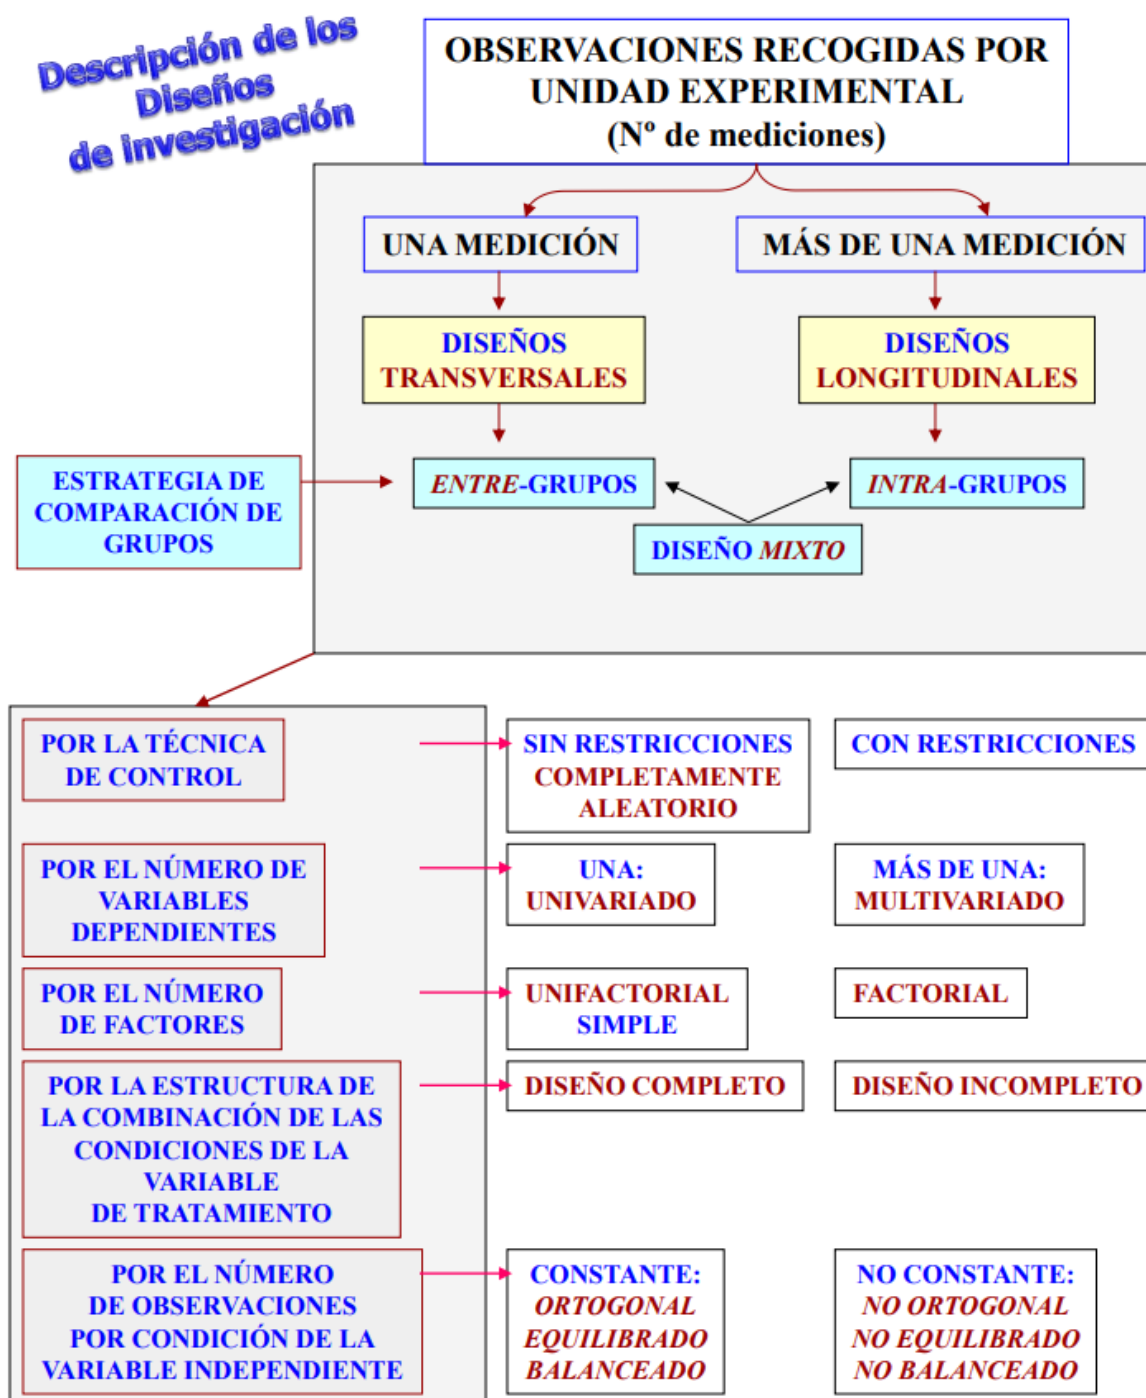 Descripción de los
Diseños
de investigación
OBSERVACIONES RECOGIDAS POR
UNIDAD EXPERIMENTAL
(Nº de mediciones)
UNA MEDICIÓN
MÁS DE UNA MEDICIÓN
DISEÑOS
TRANSVERSALES
DISEÑOS
LONGITUDINALES
ESTRATEGIA DE
COMPARACIÓN DE
GRUPOS
ENTRE-GRUPOS
INTRA-GRUPOS
DISEÑO MIXTO
POR LA TÉCNICA
DE CONTROL
SIN RESTRICCIONES
COMPLETAMENTE
ALEATORIO
CON RESTRICCIONES
POR EL NÚMERO DE
VARIABLES
DEPENDIENTES
UNA:
UNIVARIADO
MÁS DE UNA:
MULTIVARIADO
POR EL NÚMERO
DE FACTORES
UNIFACTORIAL
SIMPLE
FACTORIAL
POR LA ESTRUCTURA DE
LA COMBINACIÓN DE LAS
CONDICIONES DE LA
VARIABLE
DE TRATAMIENTO
DISEÑO COMPLETO
DISEÑO INCOMPLETO
POR EL NÚMERO
DE OBSERVACIONES
POR CONDICIÓN DE LA
VARIABLE INDEPENDIENTE
CONSTANTE:
ORTOGONAL
EQUILIBRADO
BALANCEADO
NO CONSTANTE:
NO ORTOGONAL
NO EQUILIBRADO
NO BALANCEADO